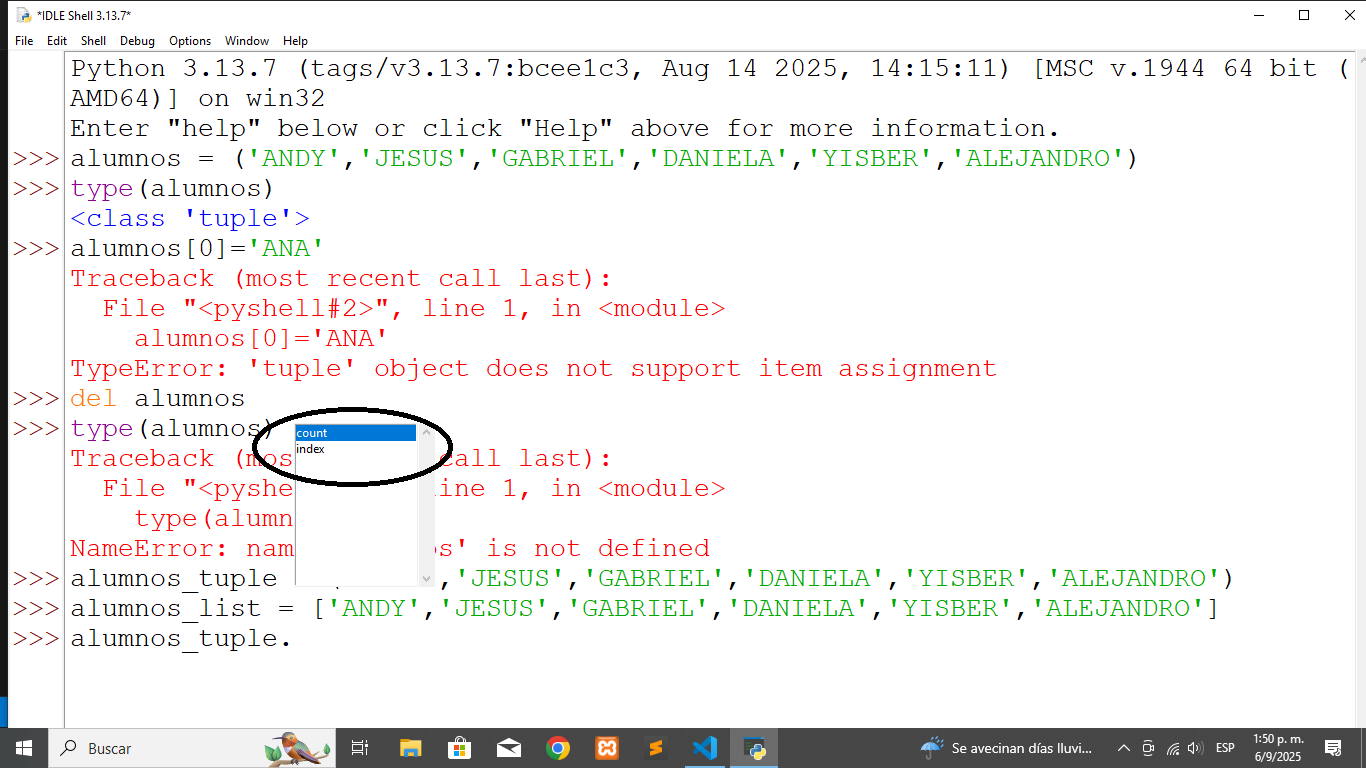 *IDLE Shell 3.13.7*
File Edit Shell Debug Options Window Help
Python 3.13.7 (tags/v3.13.7:bcee1c3, Aug 14 2025, 14:15:11) [MSC v.1944 64 bit (
AMD64)] on win32
Enter "help" below or click "Help" above for more information.
>>> alumnos = ('ANDY','JESUS','GABRIEL','DANIELA','YISBER','ALEJANDRO')
>>> type(alumnos)
<class 'tuple'>
>>> alumnos[0]='ANA'
Traceback (most recent call last):
File "<pyshell#2>", line 1, in <module>
alumnos[0]='ANA'
TypeError: 'tuple' object does not support item assignment
>>> del alumnos
>>> type(alumnos)
count
index
Traceback (mos call last):
File "<pyshe line 1, in <module>
type(alumn
NameError: nam os' is not defined
>>> alumnos_tuple ,'JESUS','GABRIEL','DANIELA','YISBER','ALEJANDRO')
>>> alumnos_list = ['ANDY','JESUS','GABRIEL','DANIELA','YISBER','ALEJANDRO']
>>> alumnos_tuple.
Buscar
Se avecinan días lluvi...
ESP
1:50 p. m.
6/9/2025